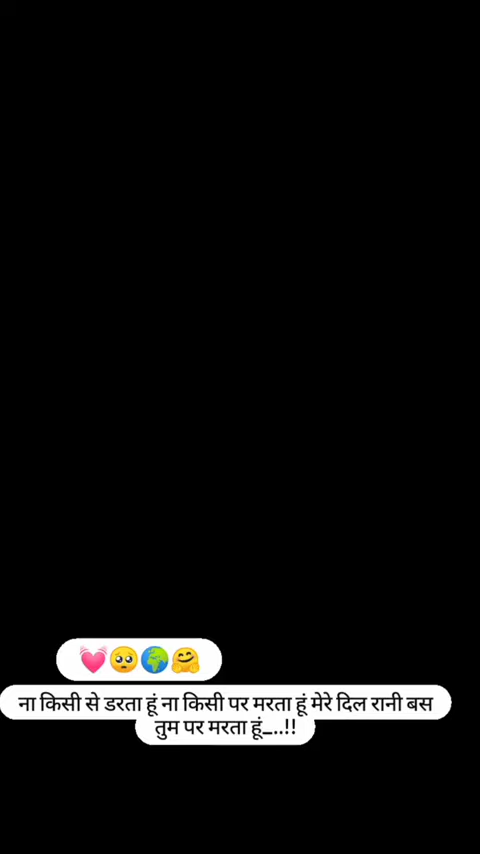 💓🥺🌍🤗
ना किसी से डरता हूं ना किसी पर मरता हूं मेरे दिल रानी बस
तुम पर मरता हूं_..!!